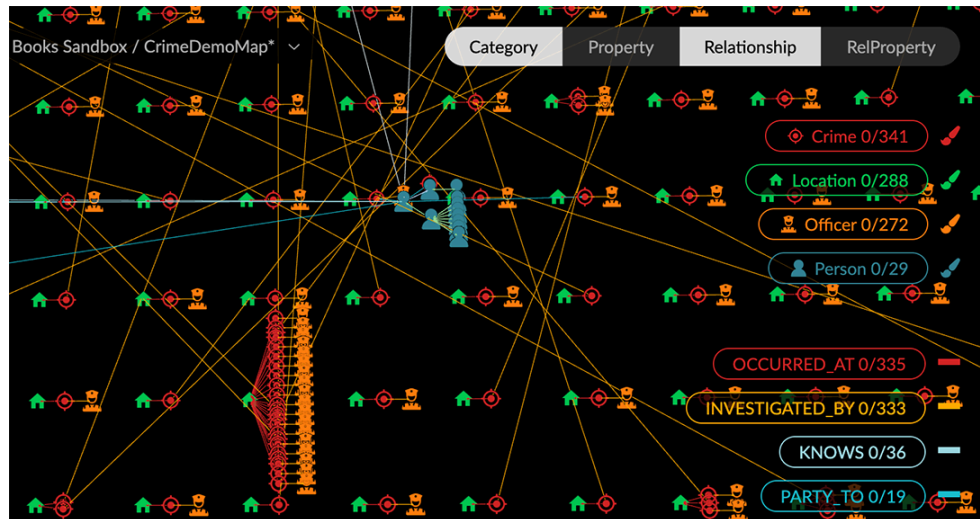 Books Sandbox / CrimeDemoMap*
Category Property Relationship RelProperty
Crime 0/341
Location 0/288
Officer 0/272
Person 0/29
OCCURRED_AT 0/335
INVESTIGATED_BY 0/333
KNOWS 0/36
PARTY_TO 0/19